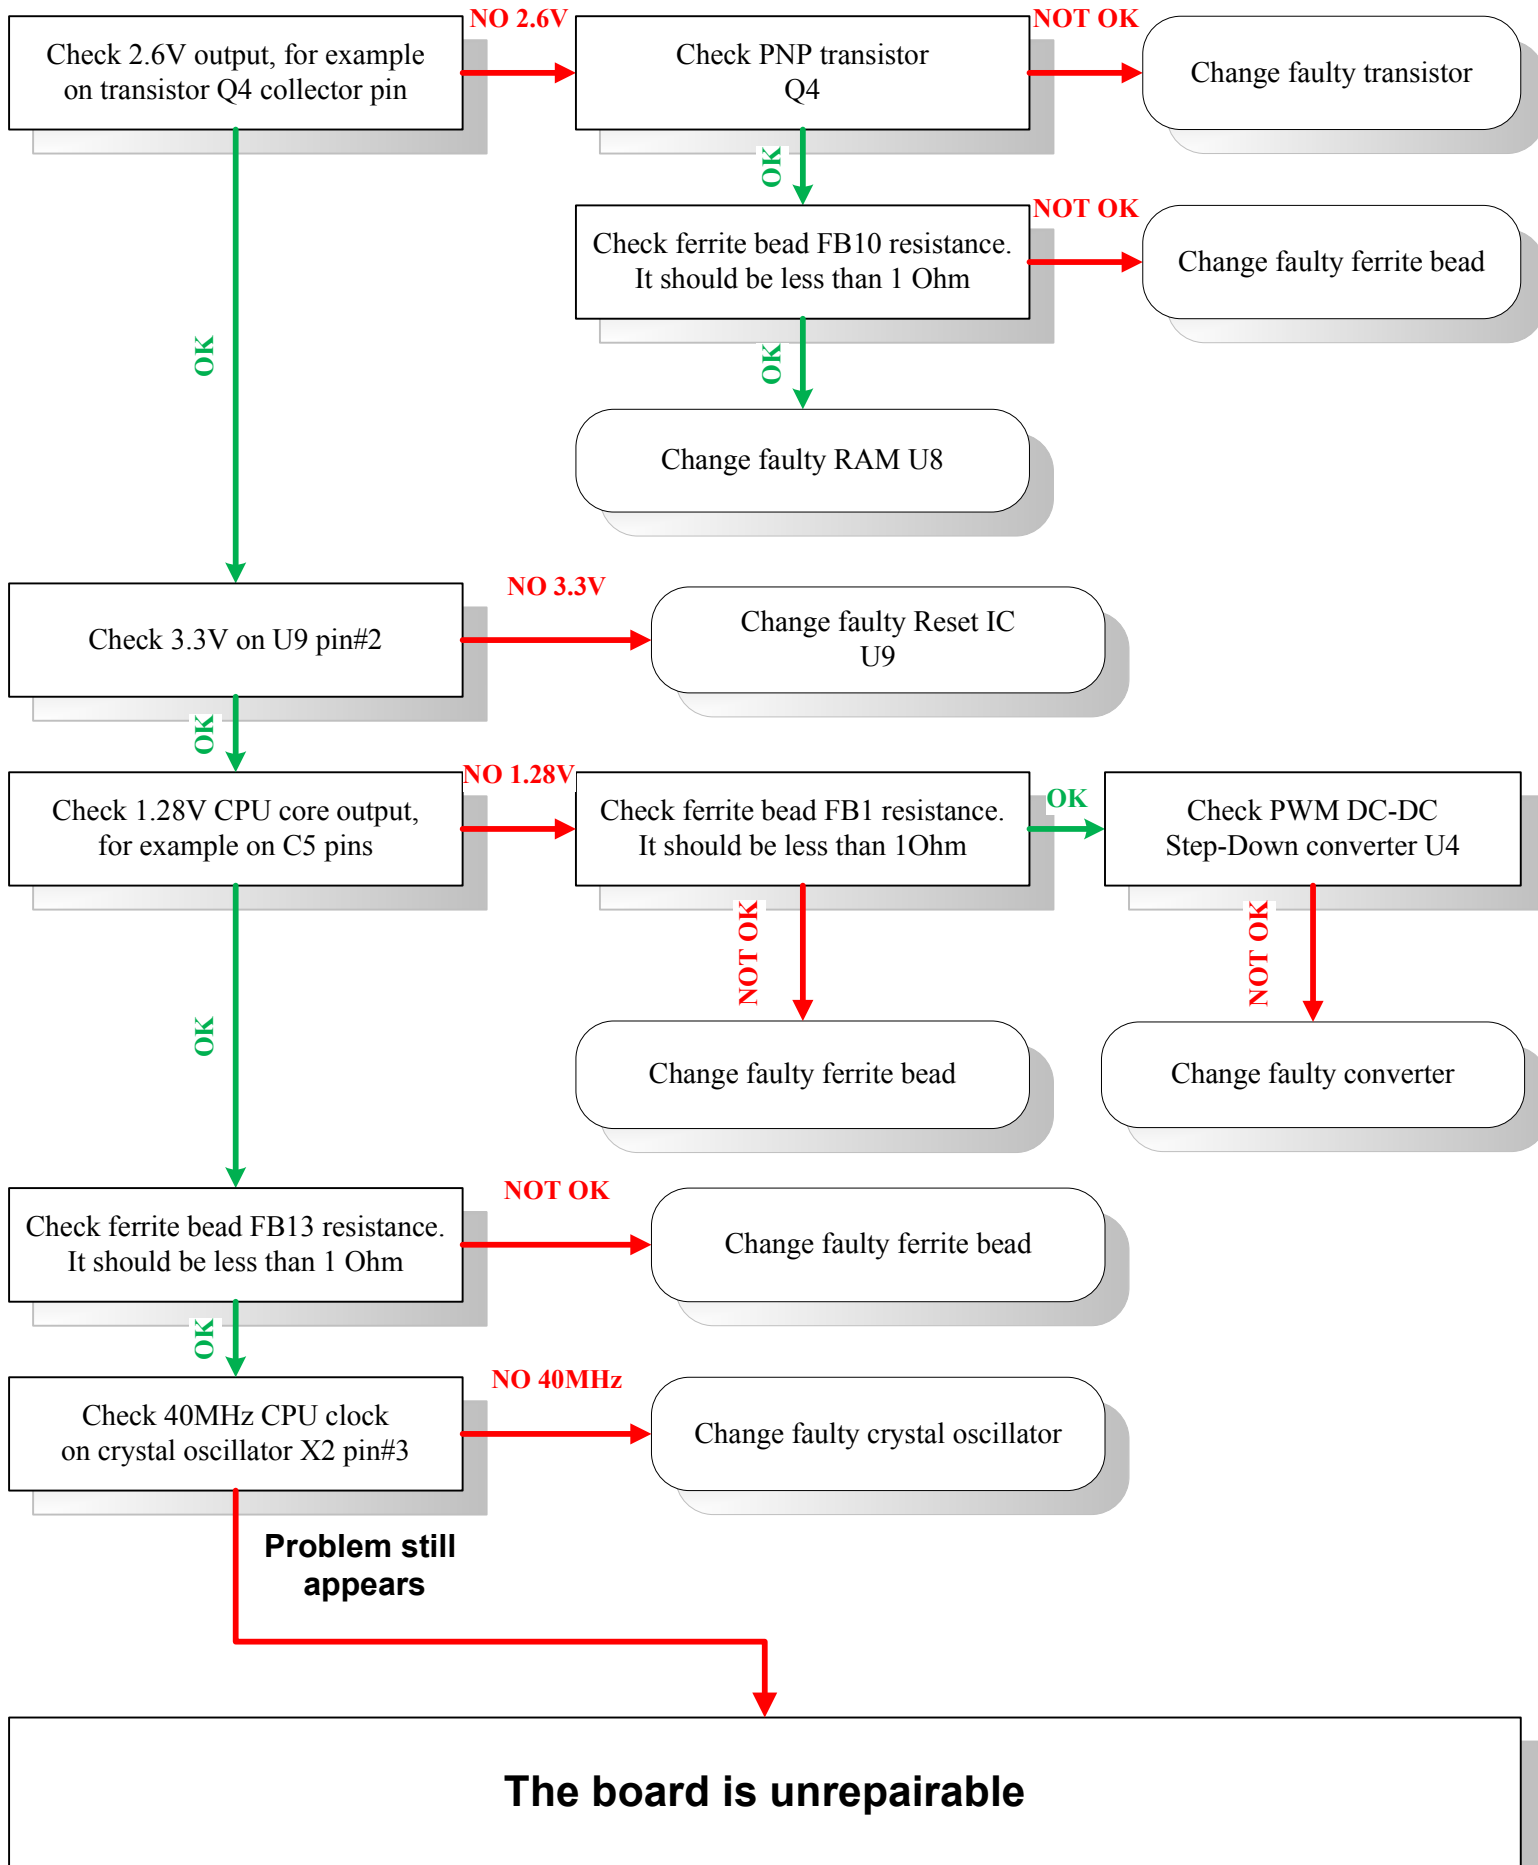 NO 2.6V
NOT OK
Check 2.6V output, for example
on transistor Q4 collector pin
Check PNP transistor
Q4
Change faulty transistor
OK
NOT OK
Check ferrite bead FB10 resistance.
It should be less than 1 Ohm
Change faulty ferrite bead
OK
OK
Change faulty RAM U8
NO 3.3V
Check 3.3V on U9 pin#2
Change faulty Reset IC
U9
OK
NO 1.28V
OK
Check 1.28V CPU core output,
for example on C5 pins
Check ferrite bead FB1 resistance.
It should be less than 1Ohm
Check PWM DC-DC
Step-Down converter U4
NOT OK
NOT OK
OK
Change faulty ferrite bead
Change faulty converter
NOT OK
Check ferrite bead FB13 resistance.
It should be less than 1 Ohm
Change faulty ferrite bead
OK
NO 40MHz
Check 40MHz CPU clock
on crystal oscillator X2 pin#3
Change faulty crystal oscillator
Problem still
appears
The board is unrepairable